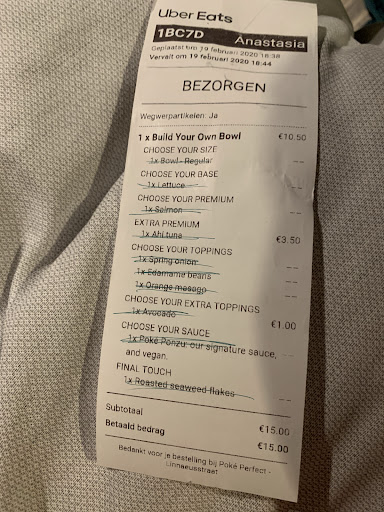 Uber Eats
1BC7D Anastasia
Geplaatst om 19 februari 2020 18:38
Vervalt om 19 februari 2020 18:44
BEZORGEN
Wegwerpartikelen: Ja
1 x Build Your Own Bowl €10.50
CHOOSE YOUR SIZE
1x Bowl - Regular --
CHOOSE YOUR BASE
1x Lettuce --
CHOOSE YOUR PREMIUM
1x Salmon --
EXTRA PREMIUM
1x Ahi tuna €3.50
CHOOSE YOUR TOPPINGS
1x Spring onion --
1x Edamame beans --
1x Orange masago --
CHOOSE YOUR EXTRA TOPPINGS
1x Avocado €1.00
CHOOSE YOUR SAUCE
1x Poké Ponzu: our signature sauce, --
and vegan.
FINAL TOUCH
1x Roasted seaweed flakes --
Subtotaal €15.00
Betaald bedrag €15.00
Bedankt voor je bestelling bij Poké Perfect -
Linnaeusstraat